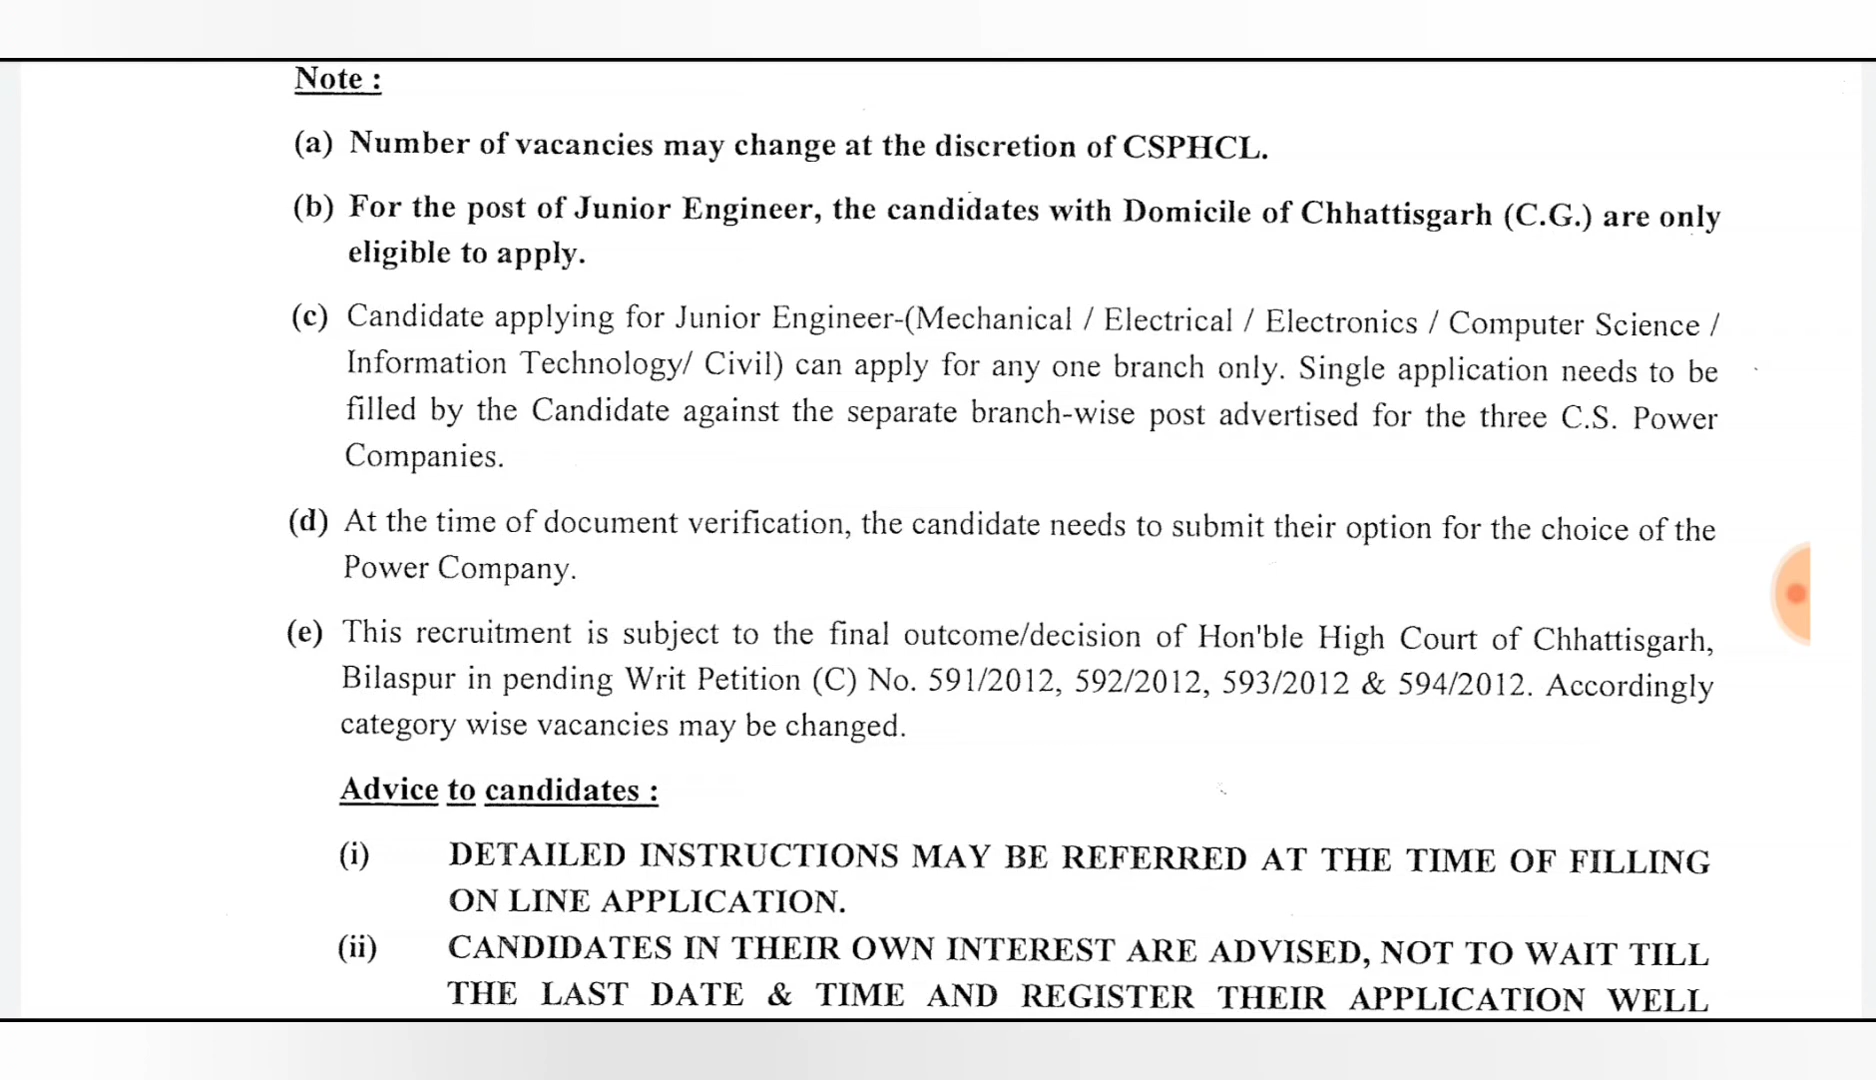 Note :
(a) Number of vacancies may change at the discretion of CSPHCL.
(b) For the post of Junior Engineer, the candidates with Domicile of Chhattisgarh (C.G.) are only
eligible to apply.
(c) Candidate applying for Junior Engineer-(Mechanical / Electrical / Electronics / Computer Science /
Information Technology/ Civil) can apply for any one branch only. Single application needs to be
filled by the Candidate against the separate branch-wise post advertised for the three C.S. Power
Companies.
(d) At the time of document verification, the candidate needs to submit their option for the choice of the
Power Company.
(e) This recruitment is subject to the final outcome/decision of Hon'ble High Court of Chhattisgarh,
Bilaspur in pending Writ Petition (C) No. 591/2012, 592/2012, 593/2012 & 594/2012. Accordingly
category wise vacancies may be changed.
Advice to candidates :
(i) DETAILED INSTRUCTIONS MAY BE REFERRED AT THE TIME OF FILLING
ON LINE APPLICATION.
(ii) CANDIDATES IN THEIR OWN INTEREST ARE ADVISED, NOT TO WAIT TILL
THE LAST DATE & TIME AND REGISTER THEIR APPLICATION WELL